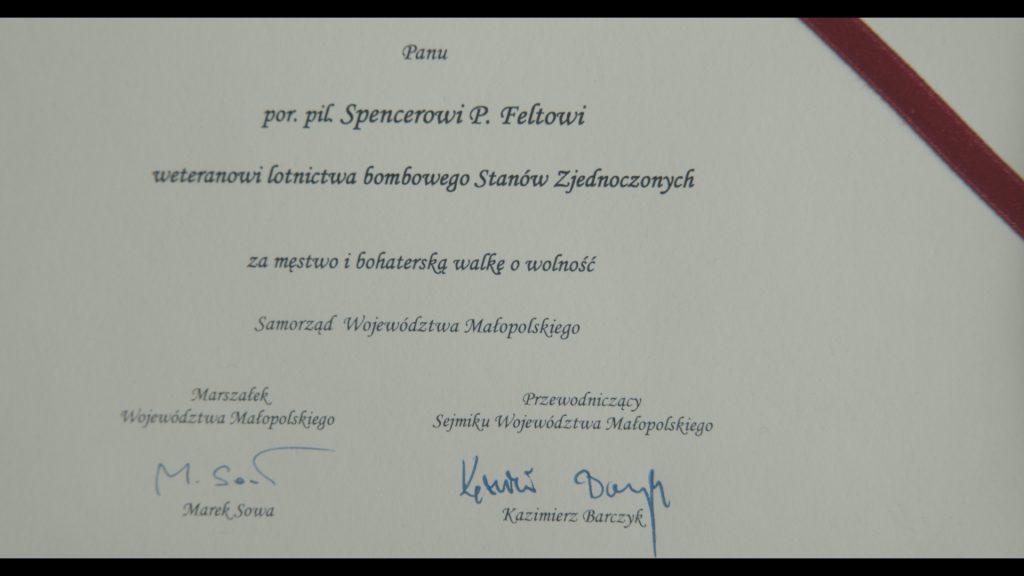 Panu
por. pil. Spencerowi P. Feltowi
weteranowi lotnictwa bombowego Stanów Zjednoczonych
za męstwo i bohaterską walkę o wolność
Samorząd Województwa Małopolskiego
Marszałek
Województwa Małopolskiego
M. Sowa
Marek Sowa
Przewodniczący
Sejmiku Województwa Małopolskiego
Kazimierz Barczyk